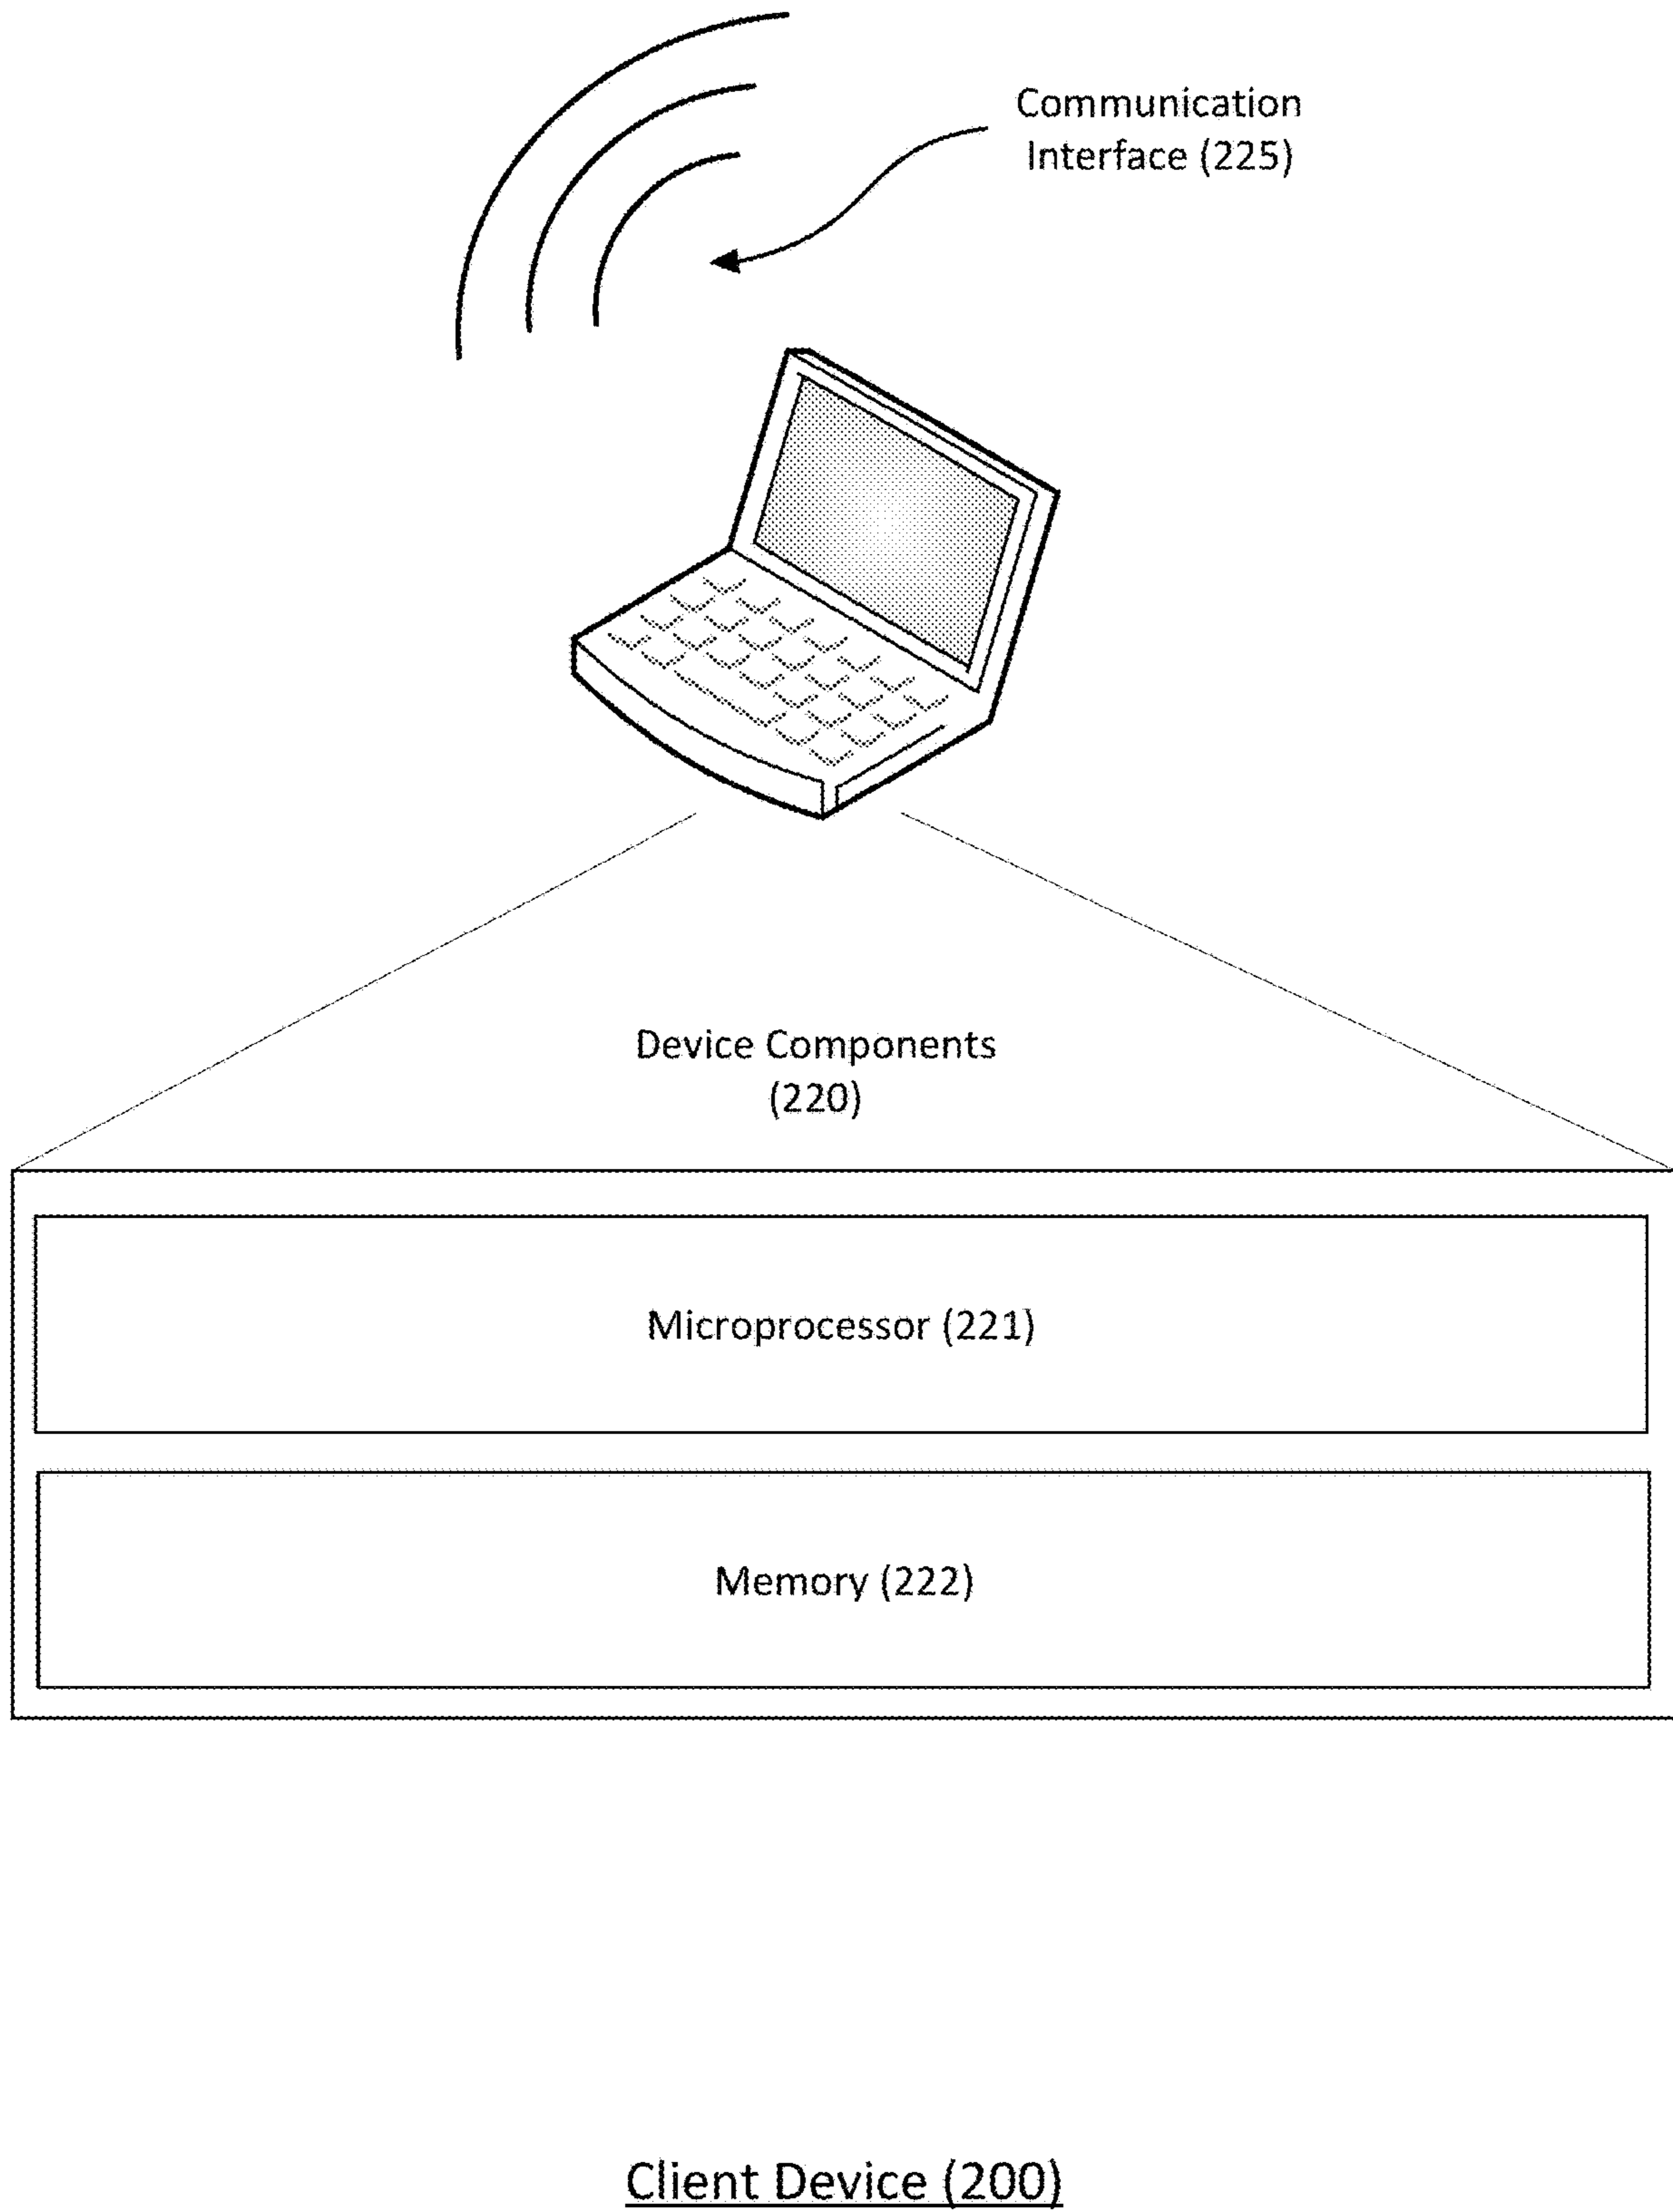 Communication
Interface (225)
Device Components
(220)
Microprocessor (221)
Memory (222)
Client Device (200)